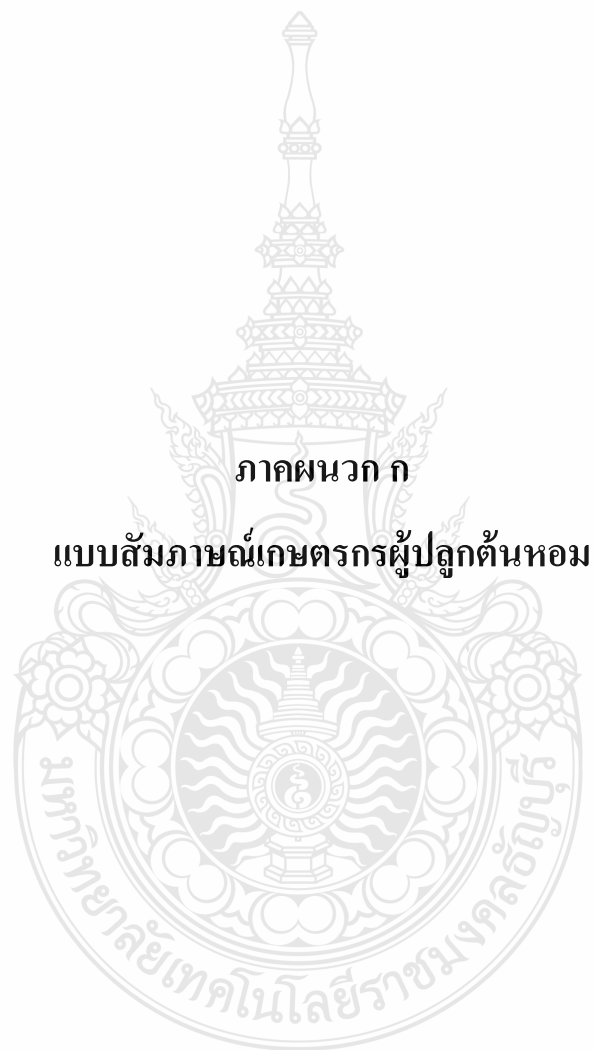 ภาคผนวก ก
แบบสัมภาษณ์เกษตรกรผู้ปลูกต้นหอม
มหาวิทยาลัยเทคโนโลยีราชมงคลธัญบุรี